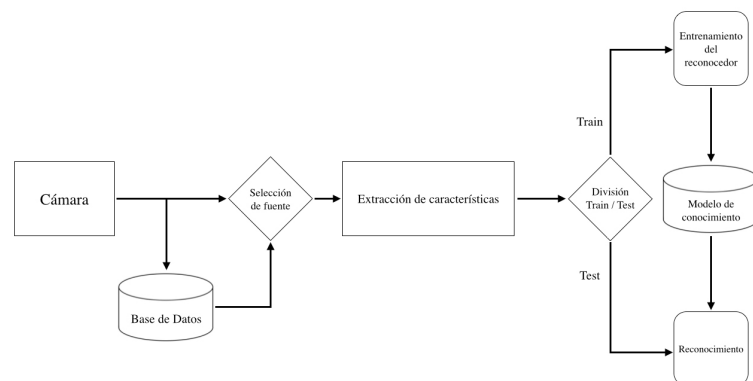 Entrenamiento
del
reconocedor
Train
Cámara
Selección
de fuente
Extracción de características
División
Train / Test
Modelo de
conocimiento
Test
Base de Datos
Reconocimiento